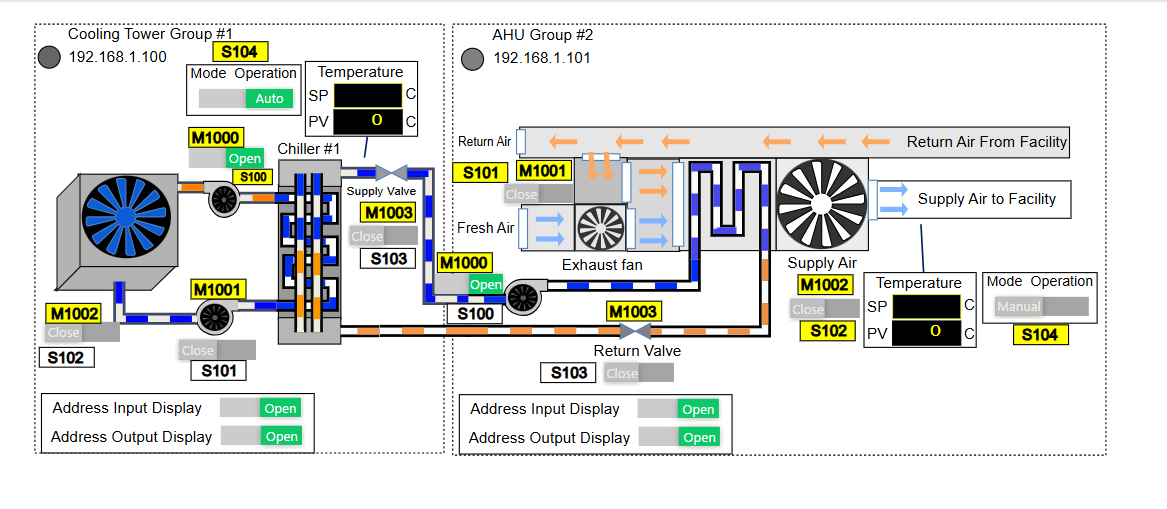 Cooling Tower Group #1
192.168.1.100
S104
Mode Operation
Auto
Temperature
SP
C
PV
0
C
M1000
Open
S100
Chiller #1
Supply Valve
M1003
Close
S103
M1001
M1002
Close
S102
Close
S101
Address Input Display
Open
Address Output Display
Open
AHU Group #2
192.168.1.101
Return Air
Return Air From Facility
S101
M1001
Close
Fresh Air
Supply Air to Facility
M1000
Open
S100
Exhaust fan
Supply Air
M1002
Close
S102
M1003
Return Valve
S103
Close
Temperature
SP
C
PV
0
C
Mode Operation
Manual
S104
Address Input Display
Open
Address Output Display
Open